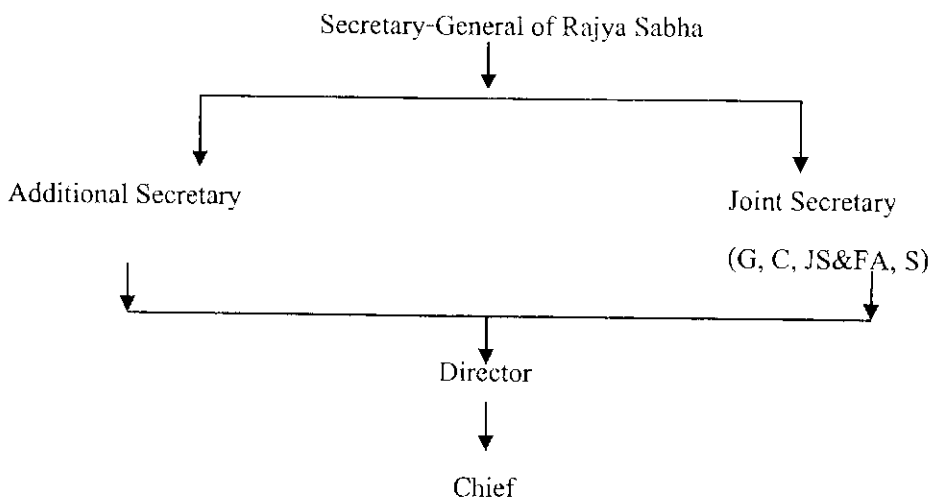 Secretary-General of Rajya Sabha
Additional Secretary
Joint Secretary
(G, C, JS&FA, S)
Director
Chief